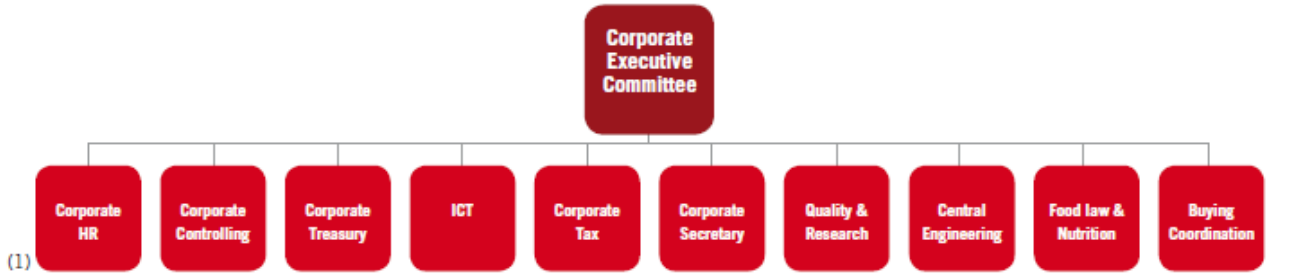 Corporate
Executive
Committee
Corporate
HR
Corporate
Controlling
Corporate
Treasury
ICT
Corporate
Tax
Corporate
Secretary
Quality &
Research
Central
Engineering
Food law &
Nutrition
Buying
Coordination
(1)